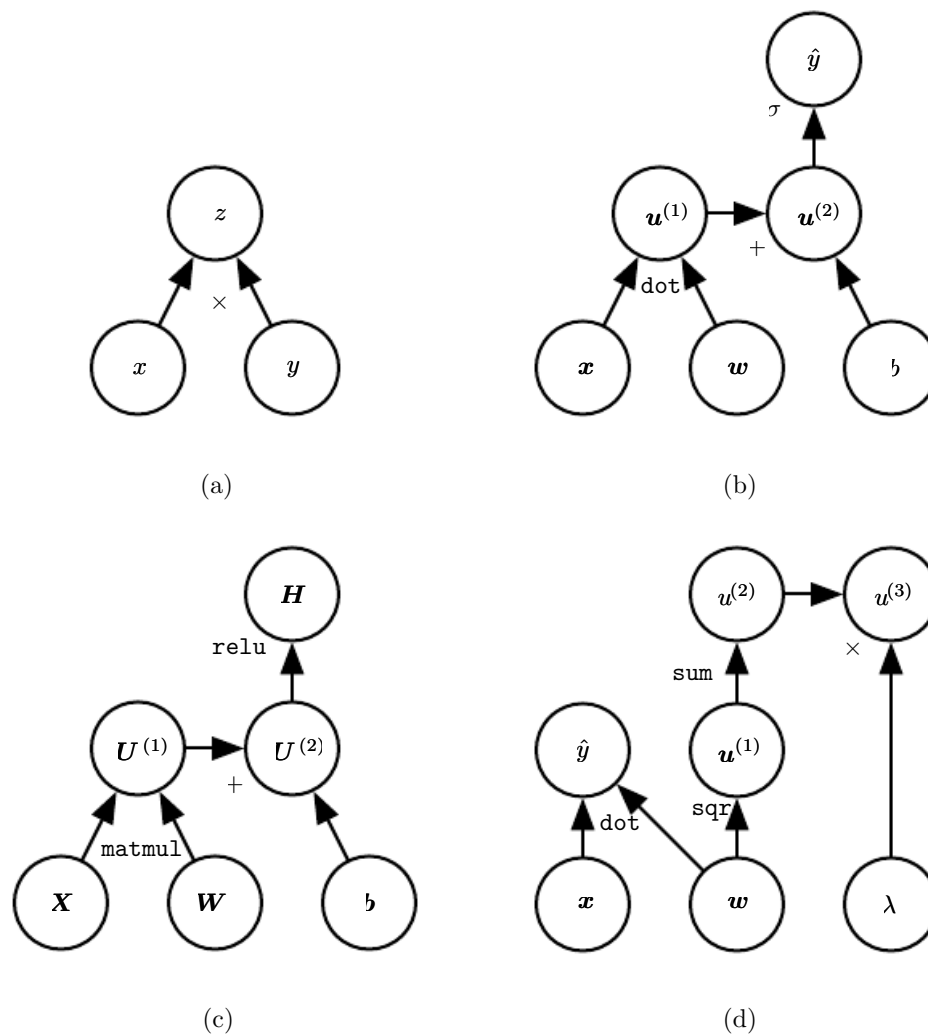 z
×
x y
(a)
ŷ
σ
u⁽¹⁾ u⁽²⁾
+
dot
x w b
(b)
H
relu
U⁽¹⁾ U⁽²⁾
+
matmul
X W b
(c)
u⁽²⁾ u⁽³⁾
×
sum
ŷ u⁽¹⁾
sqr
dot
x w λ
(d)